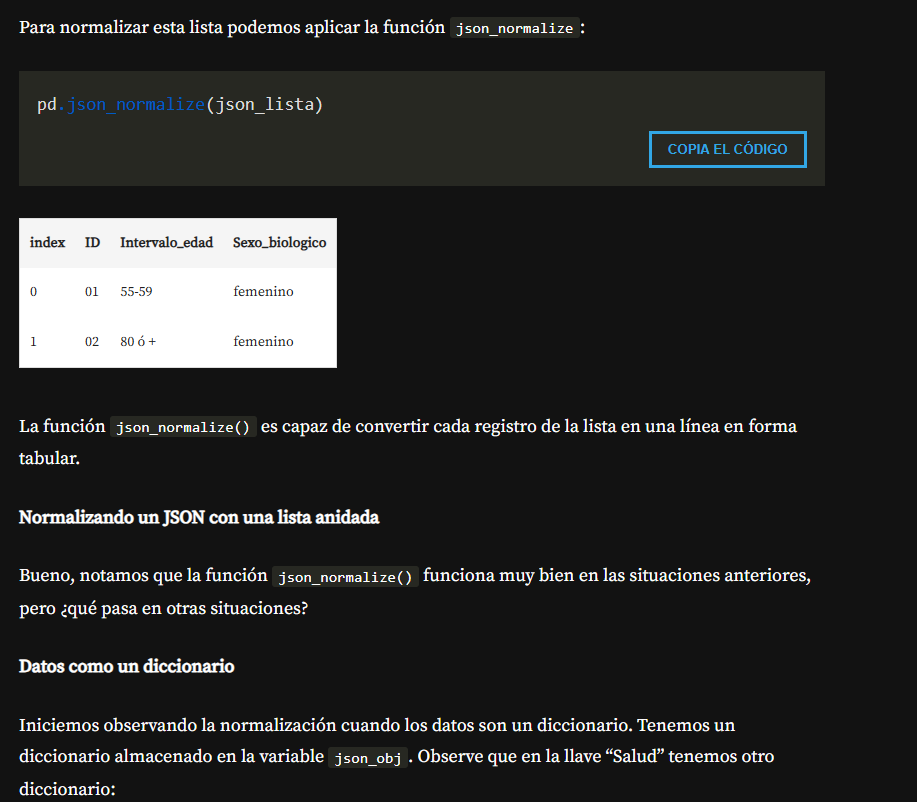 Para normalizar esta lista podemos aplicar la función json_normalize:
pd.json_normalize(json_lista)
COPIA EL CÓDIGO
index ID Intervalo_edad Sexo_biologico
0 01 55-59 femenino
1 02 80 ó + femenino
La función json_normalize() es capaz de convertir cada registro de la lista en una línea en forma
tabular.
Normalizando un JSON con una lista anidada
Bueno, notamos que la función json_normalize() funciona muy bien en las situaciones anteriores,
pero ¿qué pasa en otras situaciones?
Datos como un diccionario
Iniciemos observando la normalización cuando los datos son un diccionario. Tenemos un
diccionario almacenado en la variable json_obj. Observe que en la llave “Salud” tenemos otro
diccionario: